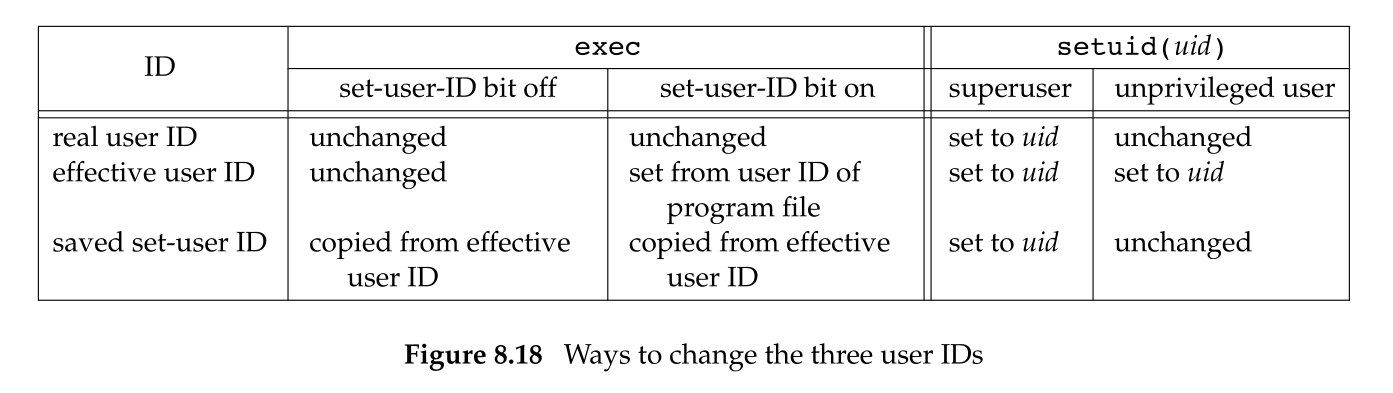 ID exec setuid(uid)
set-user-ID bit off set-user-ID bit on superuser unprivileged user
real user ID unchanged unchanged set to uid unchanged
effective user ID unchanged set from user ID of set to uid set to uid
program file
saved set-user ID copied from effective copied from effective set to uid unchanged
user ID user ID
Figure 8.18 Ways to change the three user IDs